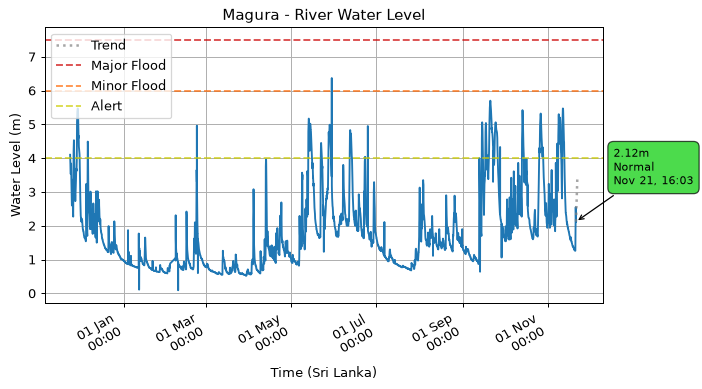 Magura - River Water Level
Water Level (m)
7
6
5
4
3
2
1
0
Trend
Major Flood
Minor Flood
Alert
2.12m
Normal
Nov 21, 16:03
01 Jan
00:00
01 Mar
00:00
01 May
00:00
01 Jul
00:00
01 Sep
00:00
01 Nov
00:00
Time (Sri Lanka)